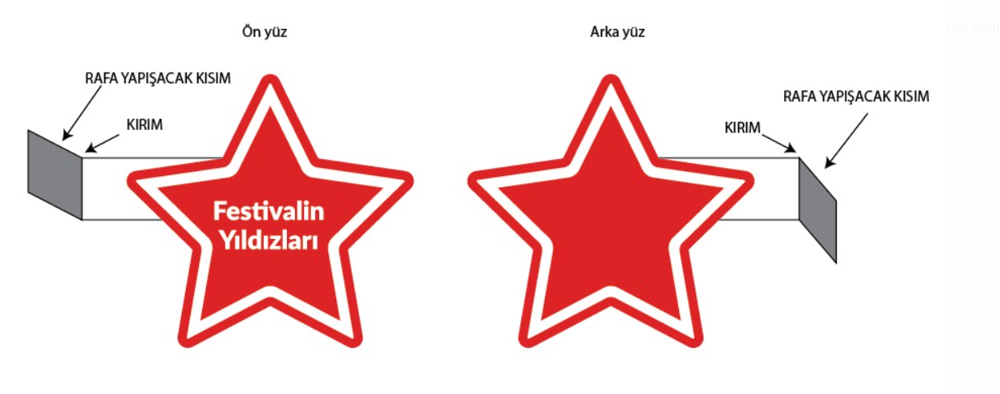 Ön yüz
Arka yüz
RAFA YAPIŞACAK KISIM
KIRIM
Festivalin
Yıldızları
RAFA YAPIŞACAK KISIM
KIRIM